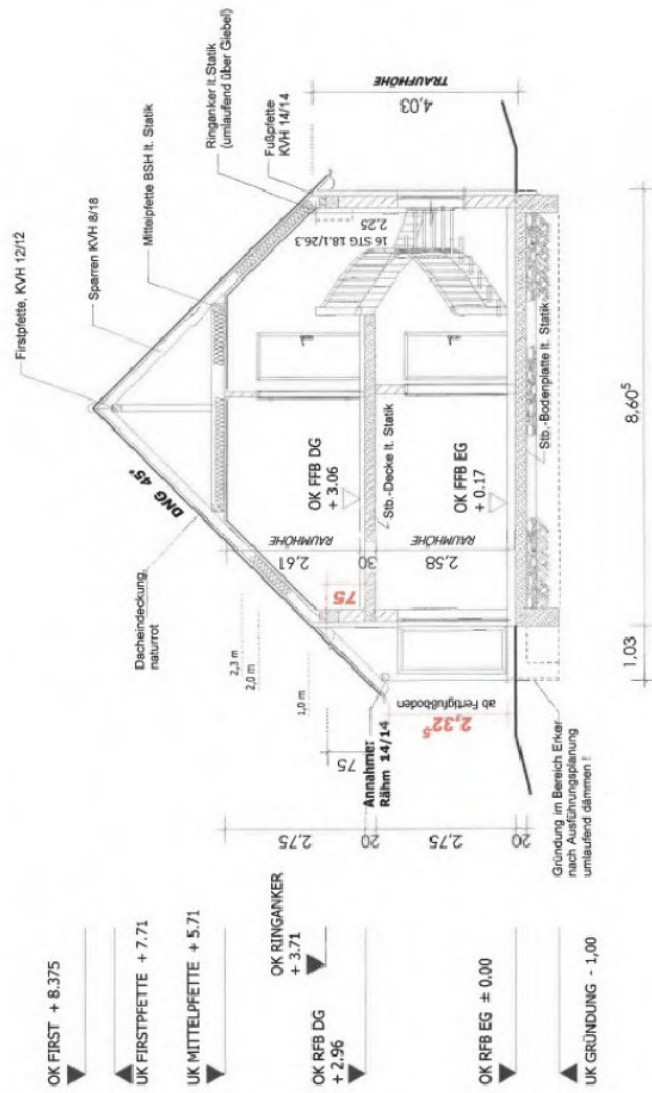 Firstpfette, KVH 12/12
Sparren KVH 8/18
Mittelpfette BSH lt. Statik
Ringanker lt.Statik
(umlaufend über Giebel)
Fußpfette
KVH 14/14
DNG 45°
Dacheindeckung,
naturrot
2,3 m
2,0 m
1,0 m
75
75
Annahme:
Rähm 14/14
2,32⁵
ab Fertigfußboden
2,61
RAUMHÖHE
30
2,58
RAUMHÖHE
OK FFB DG
+ 3.06
Stb.-Decke lt. Statik
OK FFB EG
+ 0.17
16 STG 18.1/26.3
2,25
4,03
TRAUFHÖHE
Stb.-Bodenplatte lt. Statik
Gründung im Bereich Erker
nach Ausführungsplanung
umlaufend dämmen !
1,03
8,60⁵
2,75
20
2,75
20
OK FIRST + 8.375
UK FIRSTPFETTE + 7.71
UK MITTELPFETTE + 5.71
OK RINGANKER
+ 3.71
OK RFB DG
+ 2.96
OK RFB EG ± 0.00
UK GRÜNDUNG - 1,00